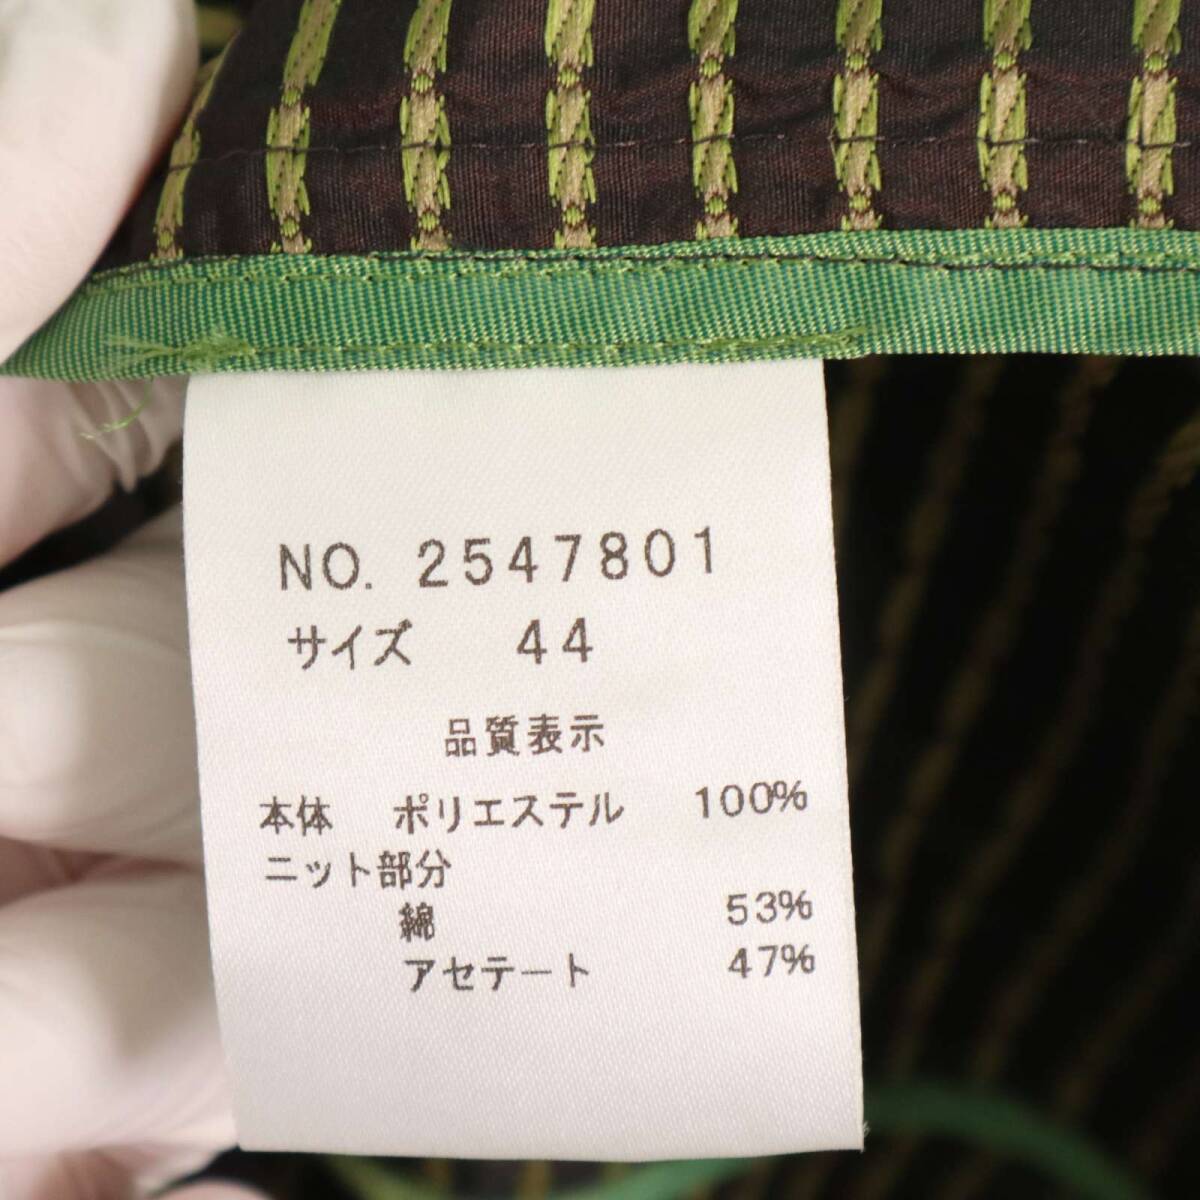 NO. 2547801
サイズ 44
品質表示
本体 ポリエステル 100%
ニット部分
綿 53%
アセテート 47%